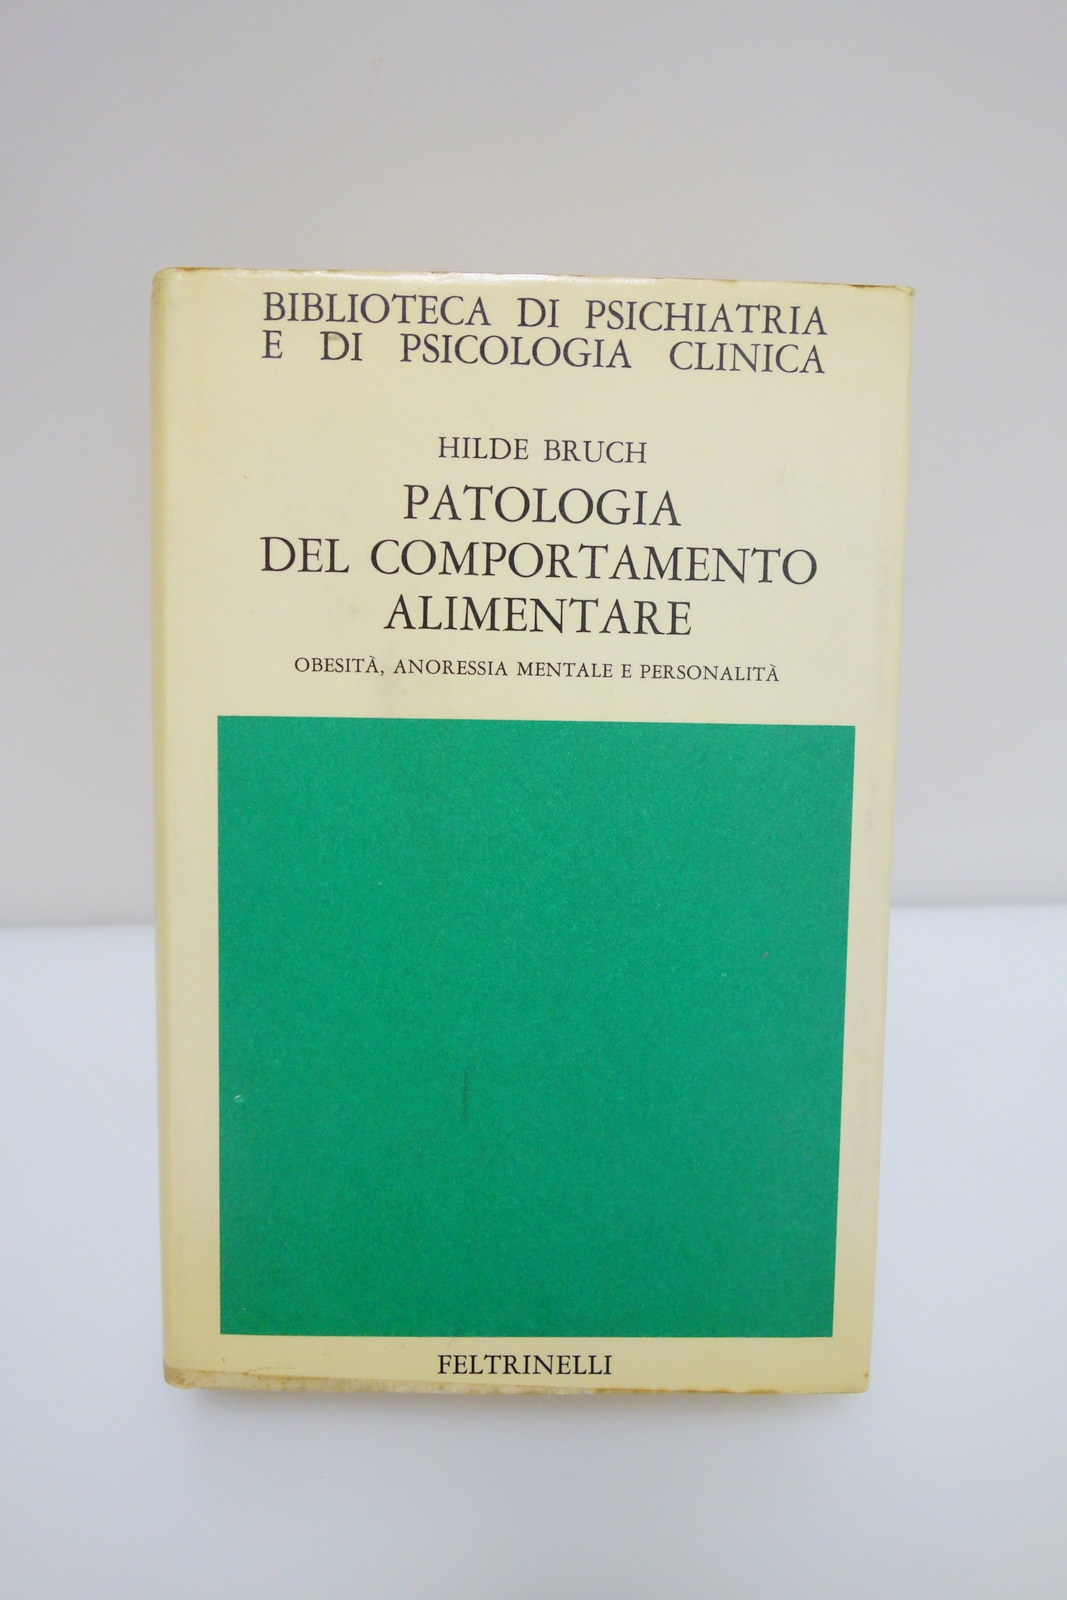 BIBLIOTECA DI PSICHIATRIA
E DI PSICOLOGIA CLINICA
HILDE BRUCH
PATOLOGIA
DEL COMPORTAMENTO
ALIMENTARE
OBESITÀ, ANORESSIA MENTALE E PERSONALITÀ
FELTRINELLI